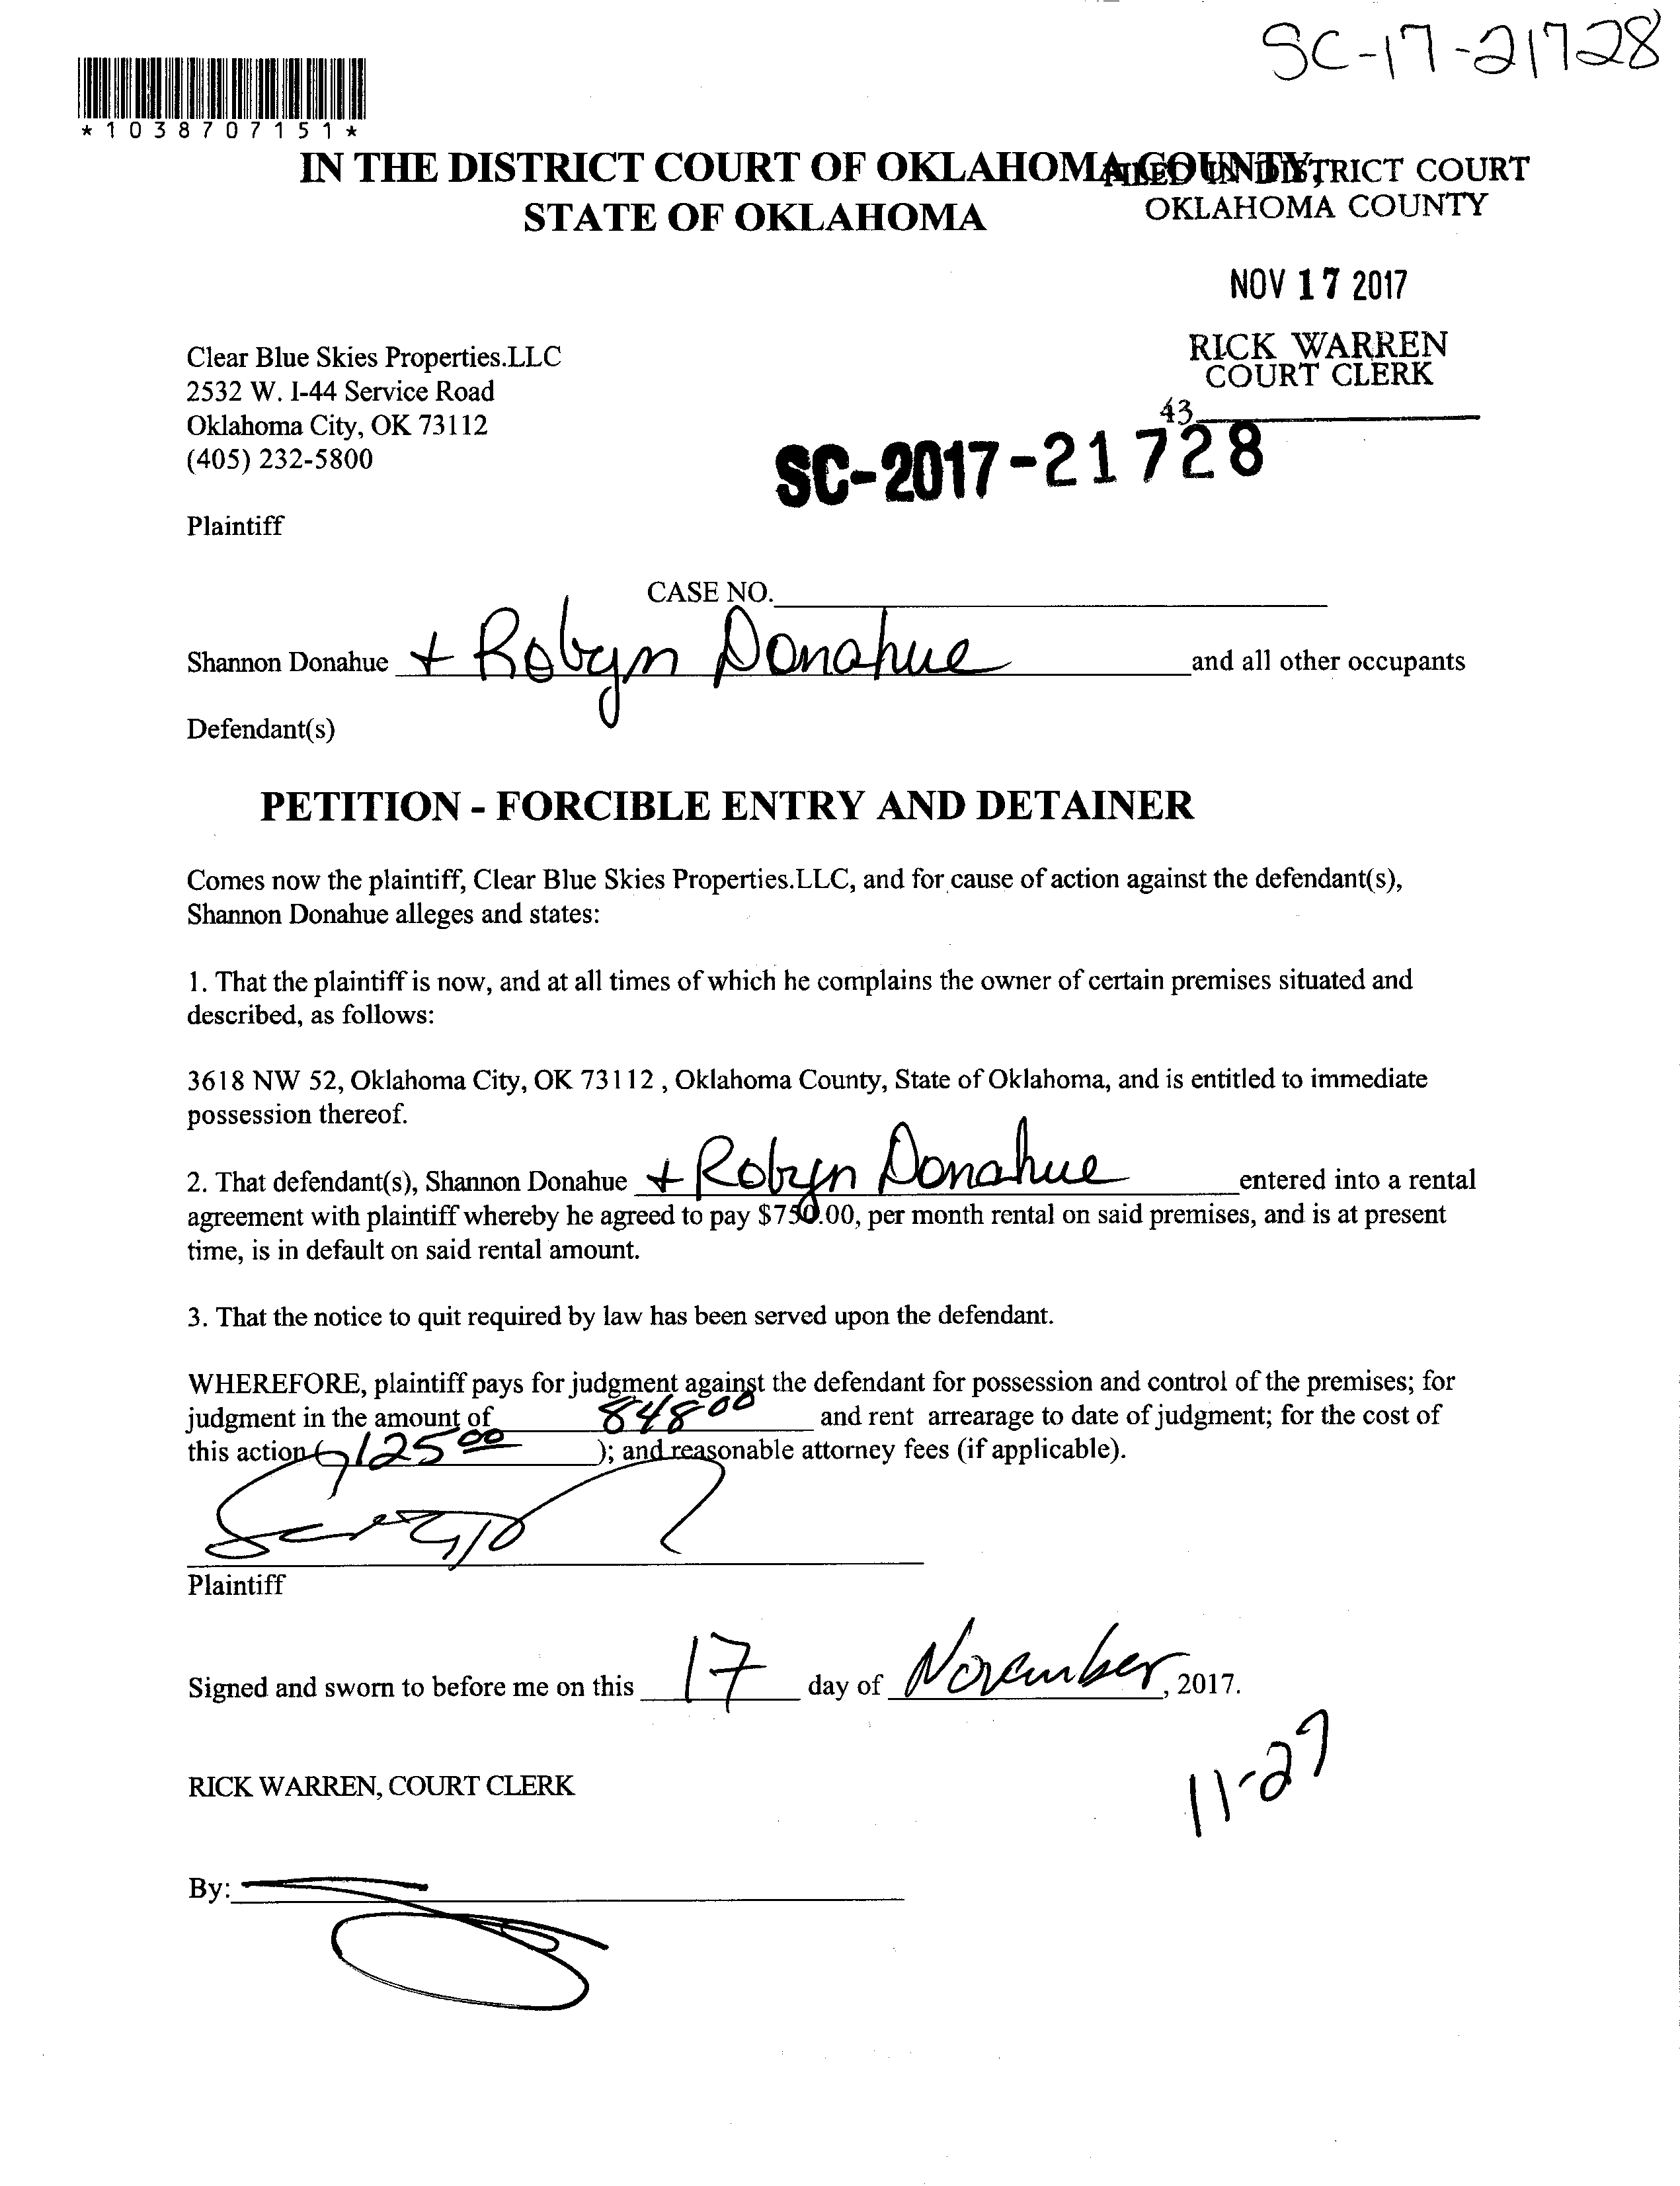 SC-17-21728
*1038707151*
IN THE DISTRICT COURT OF OKLAHOMA COUNTY,
FILED IN DISTRICT COURT
STATE OF OKLAHOMA
OKLAHOMA COUNTY
NOV 17 2017
RICK WARREN
COURT CLERK
43
Clear Blue Skies Properties.LLC
2532 W. I-44 Service Road
Oklahoma City, OK 73112
(405) 232-5800
SC-2017-21728
Plaintiff
CASE NO.
Shannon Donahue + Robyn Donahue and all other occupants
Defendant(s)
PETITION - FORCIBLE ENTRY AND DETAINER
Comes now the plaintiff, Clear Blue Skies Properties.LLC, and for cause of action against the defendant(s),
Shannon Donahue alleges and states:
1. That the plaintiff is now, and at all times of which he complains the owner of certain premises situated and
described, as follows:
3618 NW 52, Oklahoma City, OK 73112 , Oklahoma County, State of Oklahoma, and is entitled to immediate
possession thereof.
2. That defendant(s), Shannon Donahue + Robyn Donahue entered into a rental
agreement with plaintiff whereby he agreed to pay $750.00, per month rental on said premises, and is at present
time, is in default on said rental amount.
3. That the notice to quit required by law has been served upon the defendant.
WHEREFORE, plaintiff pays for judgment against the defendant for possession and control of the premises; for
judgment in the amount of 848 00 and rent arrearage to date of judgment; for the cost of
this action ( 125 00 ); and reasonable attorney fees (if applicable).
Plaintiff
Signed and sworn to before me on this 17 day of November, 2017.
11-27
RICK WARREN, COURT CLERK
By: